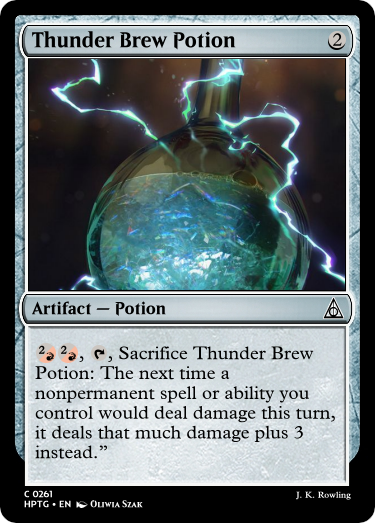 Thunder Brew Potion 2
Artifact — Potion
2 2 , , Sacrifice Thunder Brew
Potion: The next time a
nonpermanent spell or ability you
control would deal damage this turn,
it deals that much damage plus 3
instead.”
C 0261 J. K. Rowling
HPTG • EN Oliwia Szak